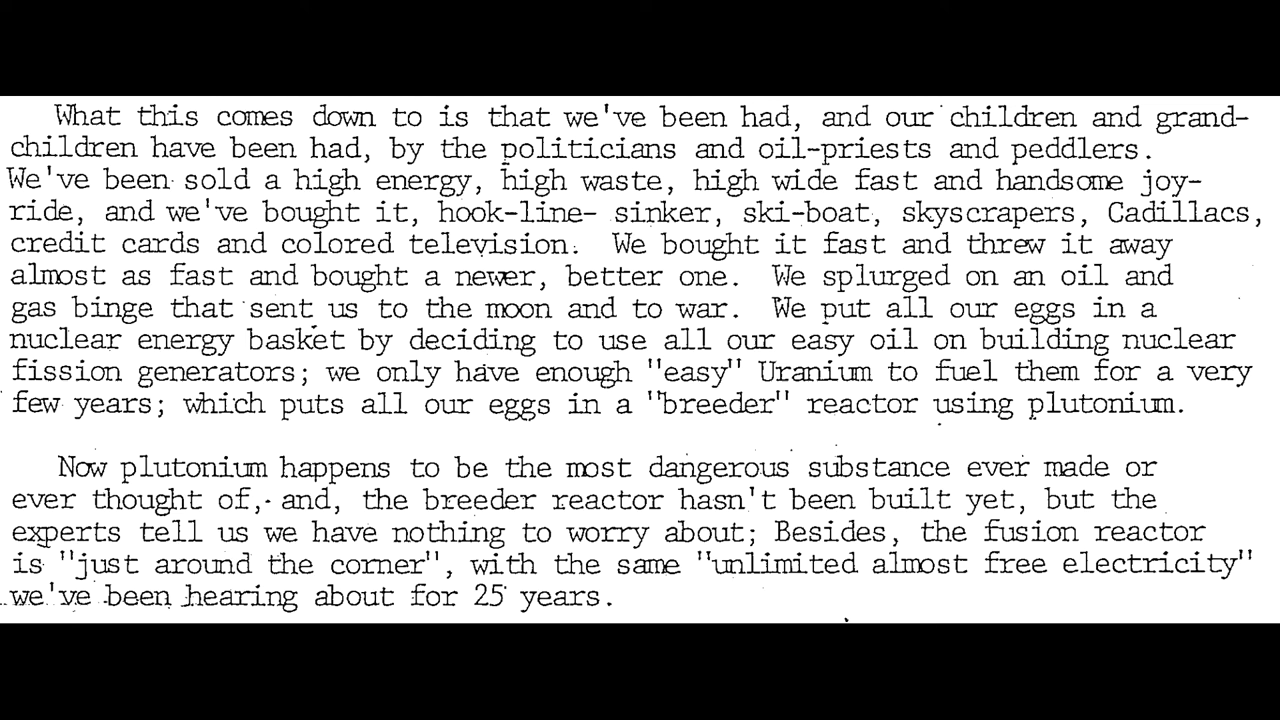 What this comes down to is that we've been had, and our children and grand-
children have been had, by the politicians and oil-priests and peddlers.
We've been sold a high energy, high waste, high wide fast and handsome joy-
ride, and we've bought it, hook-line- sinker, ski-boat, skyscrapers, Cadillacs,
credit cards and colored television. We bought it fast and threw it away
almost as fast and bought a newer, better one. We splurged on an oil and
gas binge that sent us to the moon and to war. We put all our eggs in a
nuclear energy basket by deciding to use all our easy oil on building nuclear
fission generators; we only have enough "easy" Uranium to fuel them for a very
few years; which puts all our eggs in a "breeder" reactor using plutonium.

Now plutonium happens to be the most dangerous substance ever made or
ever thought of, and, the breeder reactor hasn't been built yet, but the
experts tell us we have nothing to worry about; Besides, the fusion reactor
is "just around the corner", with the same "unlimited almost free electricity"
we've been hearing about for 25 years.